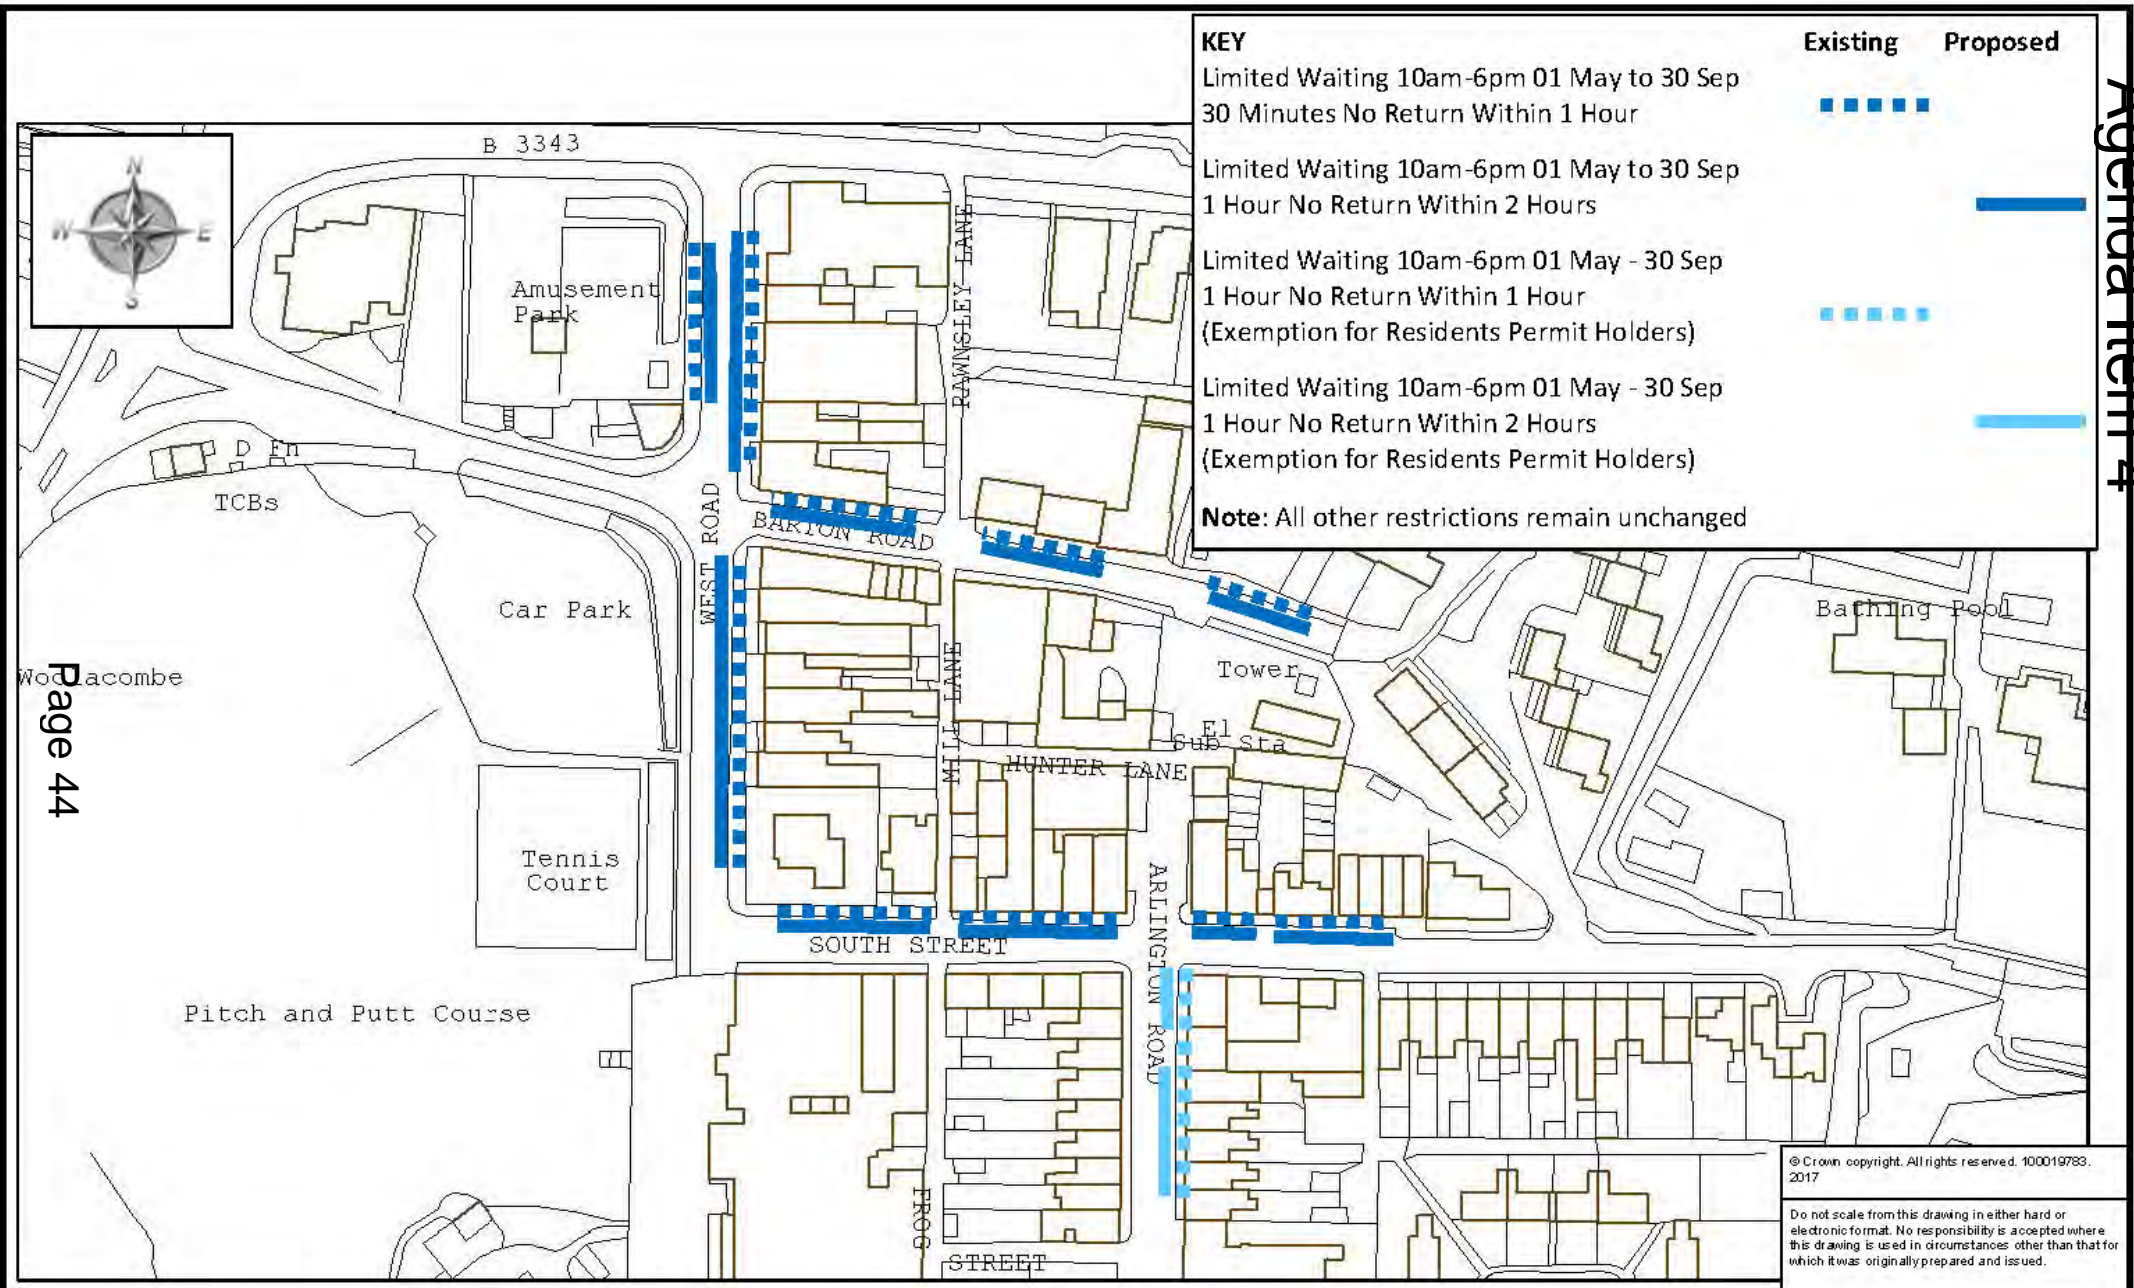 KEY Existing Proposed
Limited Waiting 10am-6pm 01 May to 30 Sep
30 Minutes No Return Within 1 Hour
Limited Waiting 10am-6pm 01 May to 30 Sep
1 Hour No Return Within 2 Hours
Limited Waiting 10am-6pm 01 May - 30 Sep
1 Hour No Return Within 1 Hour
(Exemption for Residents Permit Holders)
Limited Waiting 10am-6pm 01 May - 30 Sep
1 Hour No Return Within 2 Hours
(Exemption for Residents Permit Holders)
Note: All other restrictions remain unchanged
Agenda Item 4
B 3343
N
W E
S
Amusement
Park
RAWNSLEY LANE
D Fn
TCBs
WEST ROAD
BARTON ROAD
Car Park
WEST
Bathing Pool
Woolacombe
Page 44
MILL LANE
Tower
El
Sub Sta
HUNTER LANE
Tennis
Court
ARLINGTON ROAD
SOUTH STREET
Pitch and Putt Course
FROG
STREET
© Crown copyright. All rights reserved. 100019783.
2017
Do not scale from this drawing in either hard or
electronic format. No responsibility is accepted where
this drawing is used in circumstances other than that for
which it was originally prepared and issued.